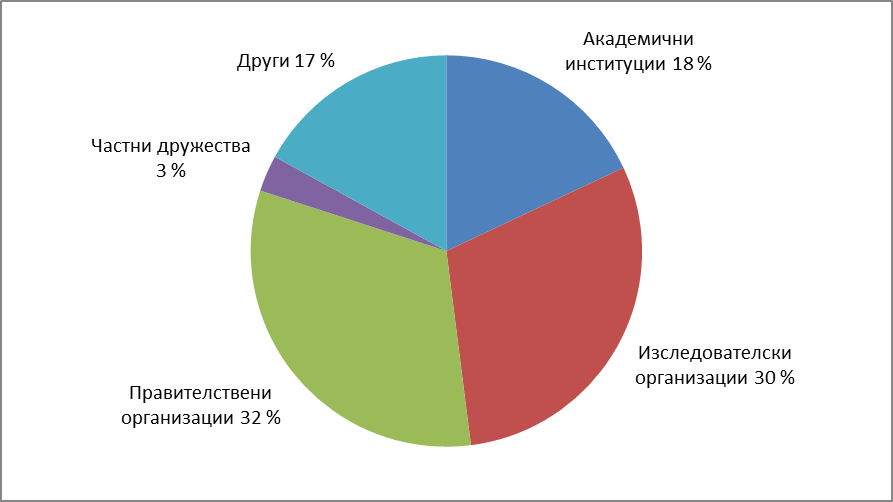 Академични
институции 18 %
Други 17 %
Частни дружества
3 %
Изследователски
организации 30 %
Правителствени
организации 32 %